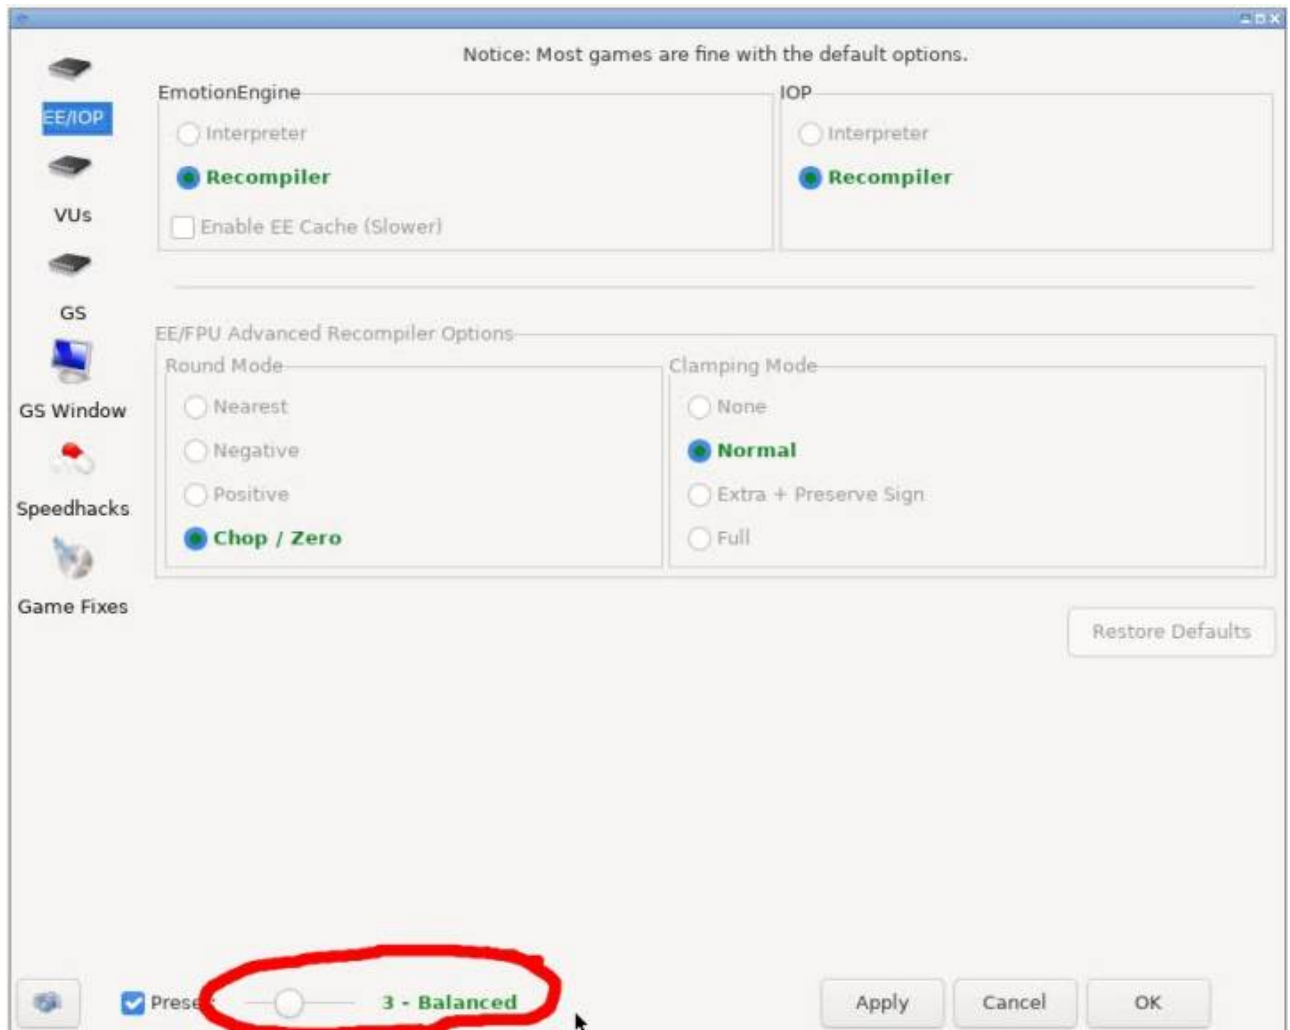 Notice: Most games are fine with the default options.
EE/IOP
VUs
GS
GS Window
Speedhacks
Game Fixes
EmotionEngine
Interpreter
Recompiler
Enable EE Cache (Slower)
IOP
Interpreter
Recompiler
EE/FPU Advanced Recompiler Options
Round Mode
Nearest
Negative
Positive
Chop / Zero
Clamping Mode
None
Normal
Extra + Preserve Sign
Full
Restore Defaults
3 - Balanced
Apply
Cancel
OK